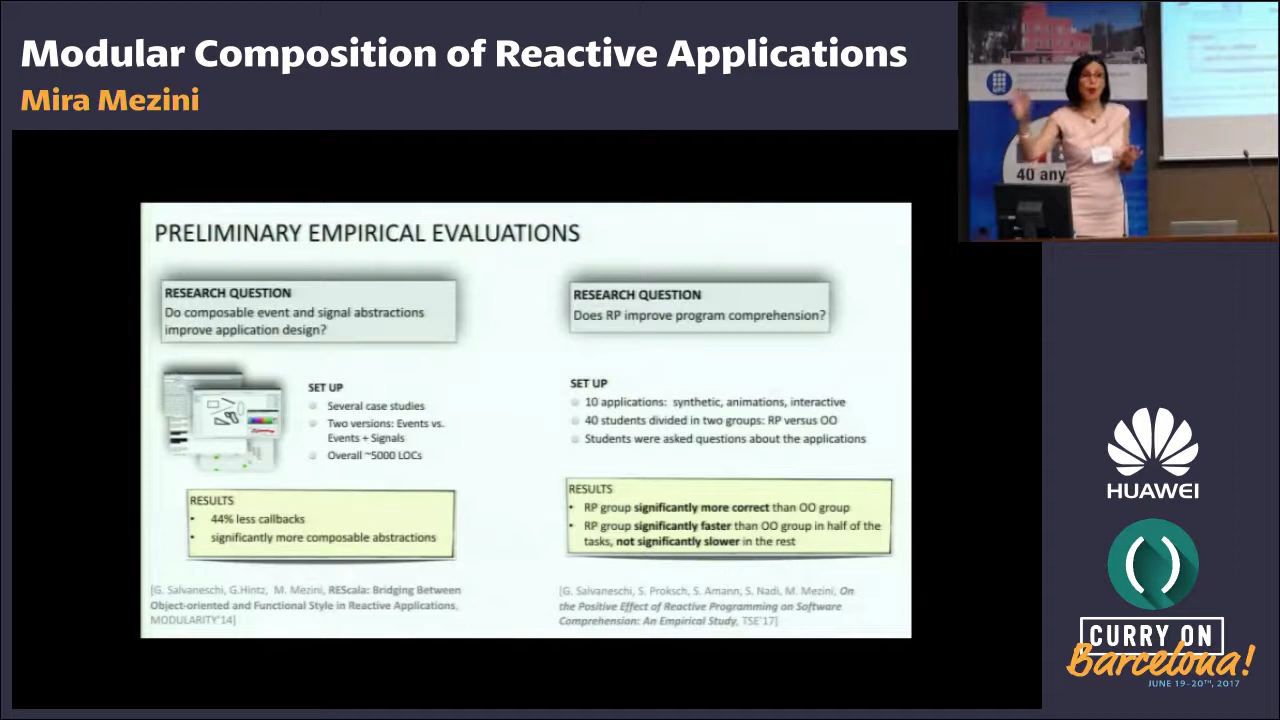 Modular Composition of Reactive Applications
Mira Mezini
UPC
40 any
PRELIMINARY EMPIRICAL EVALUATIONS
RESEARCH QUESTION
Do composable event and signal abstractions
improve application design?
SET UP
Several case studies
Two versions: Events vs.
Events + Signals
Overall ~5000 LOCs
RESULTS
• 44% less callbacks
• significantly more composable abstractions
[G. Salvaneschi, G.Hintz, M. Mezini, REScala: Bridging Between
Object-oriented and Functional Style in Reactive Applications,
MODULARITY'14]
RESEARCH QUESTION
Does RP improve program comprehension?
SET UP
10 applications: synthetic, animations, interactive
40 students divided in two groups: RP versus OO
Students were asked questions about the applications
RESULTS
• RP group significantly more correct than OO group
• RP group significantly faster than OO group in half of the
tasks, not significantly slower in the rest
[G. Salvaneschi, S. Proksch, S. Amann, S. Nadi, M. Mezini, On
the Positive Effect of Reactive Programming on Software
Comprehension: An Empirical Study, TSE'17]
HUAWEI
CURRY ON
Barcelona!
JUNE 19-20TH, 2017